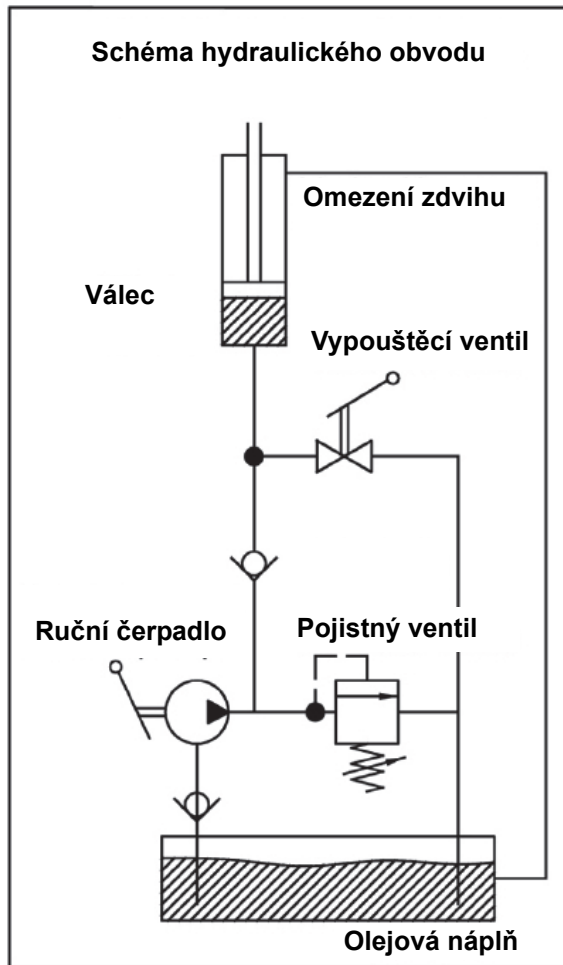 Schéma hydraulického obvodu
Omezení zdvihu
Válec
Vypouštěcí ventil
Ruční čerpadlo
Pojistný ventil
Olejová náplň